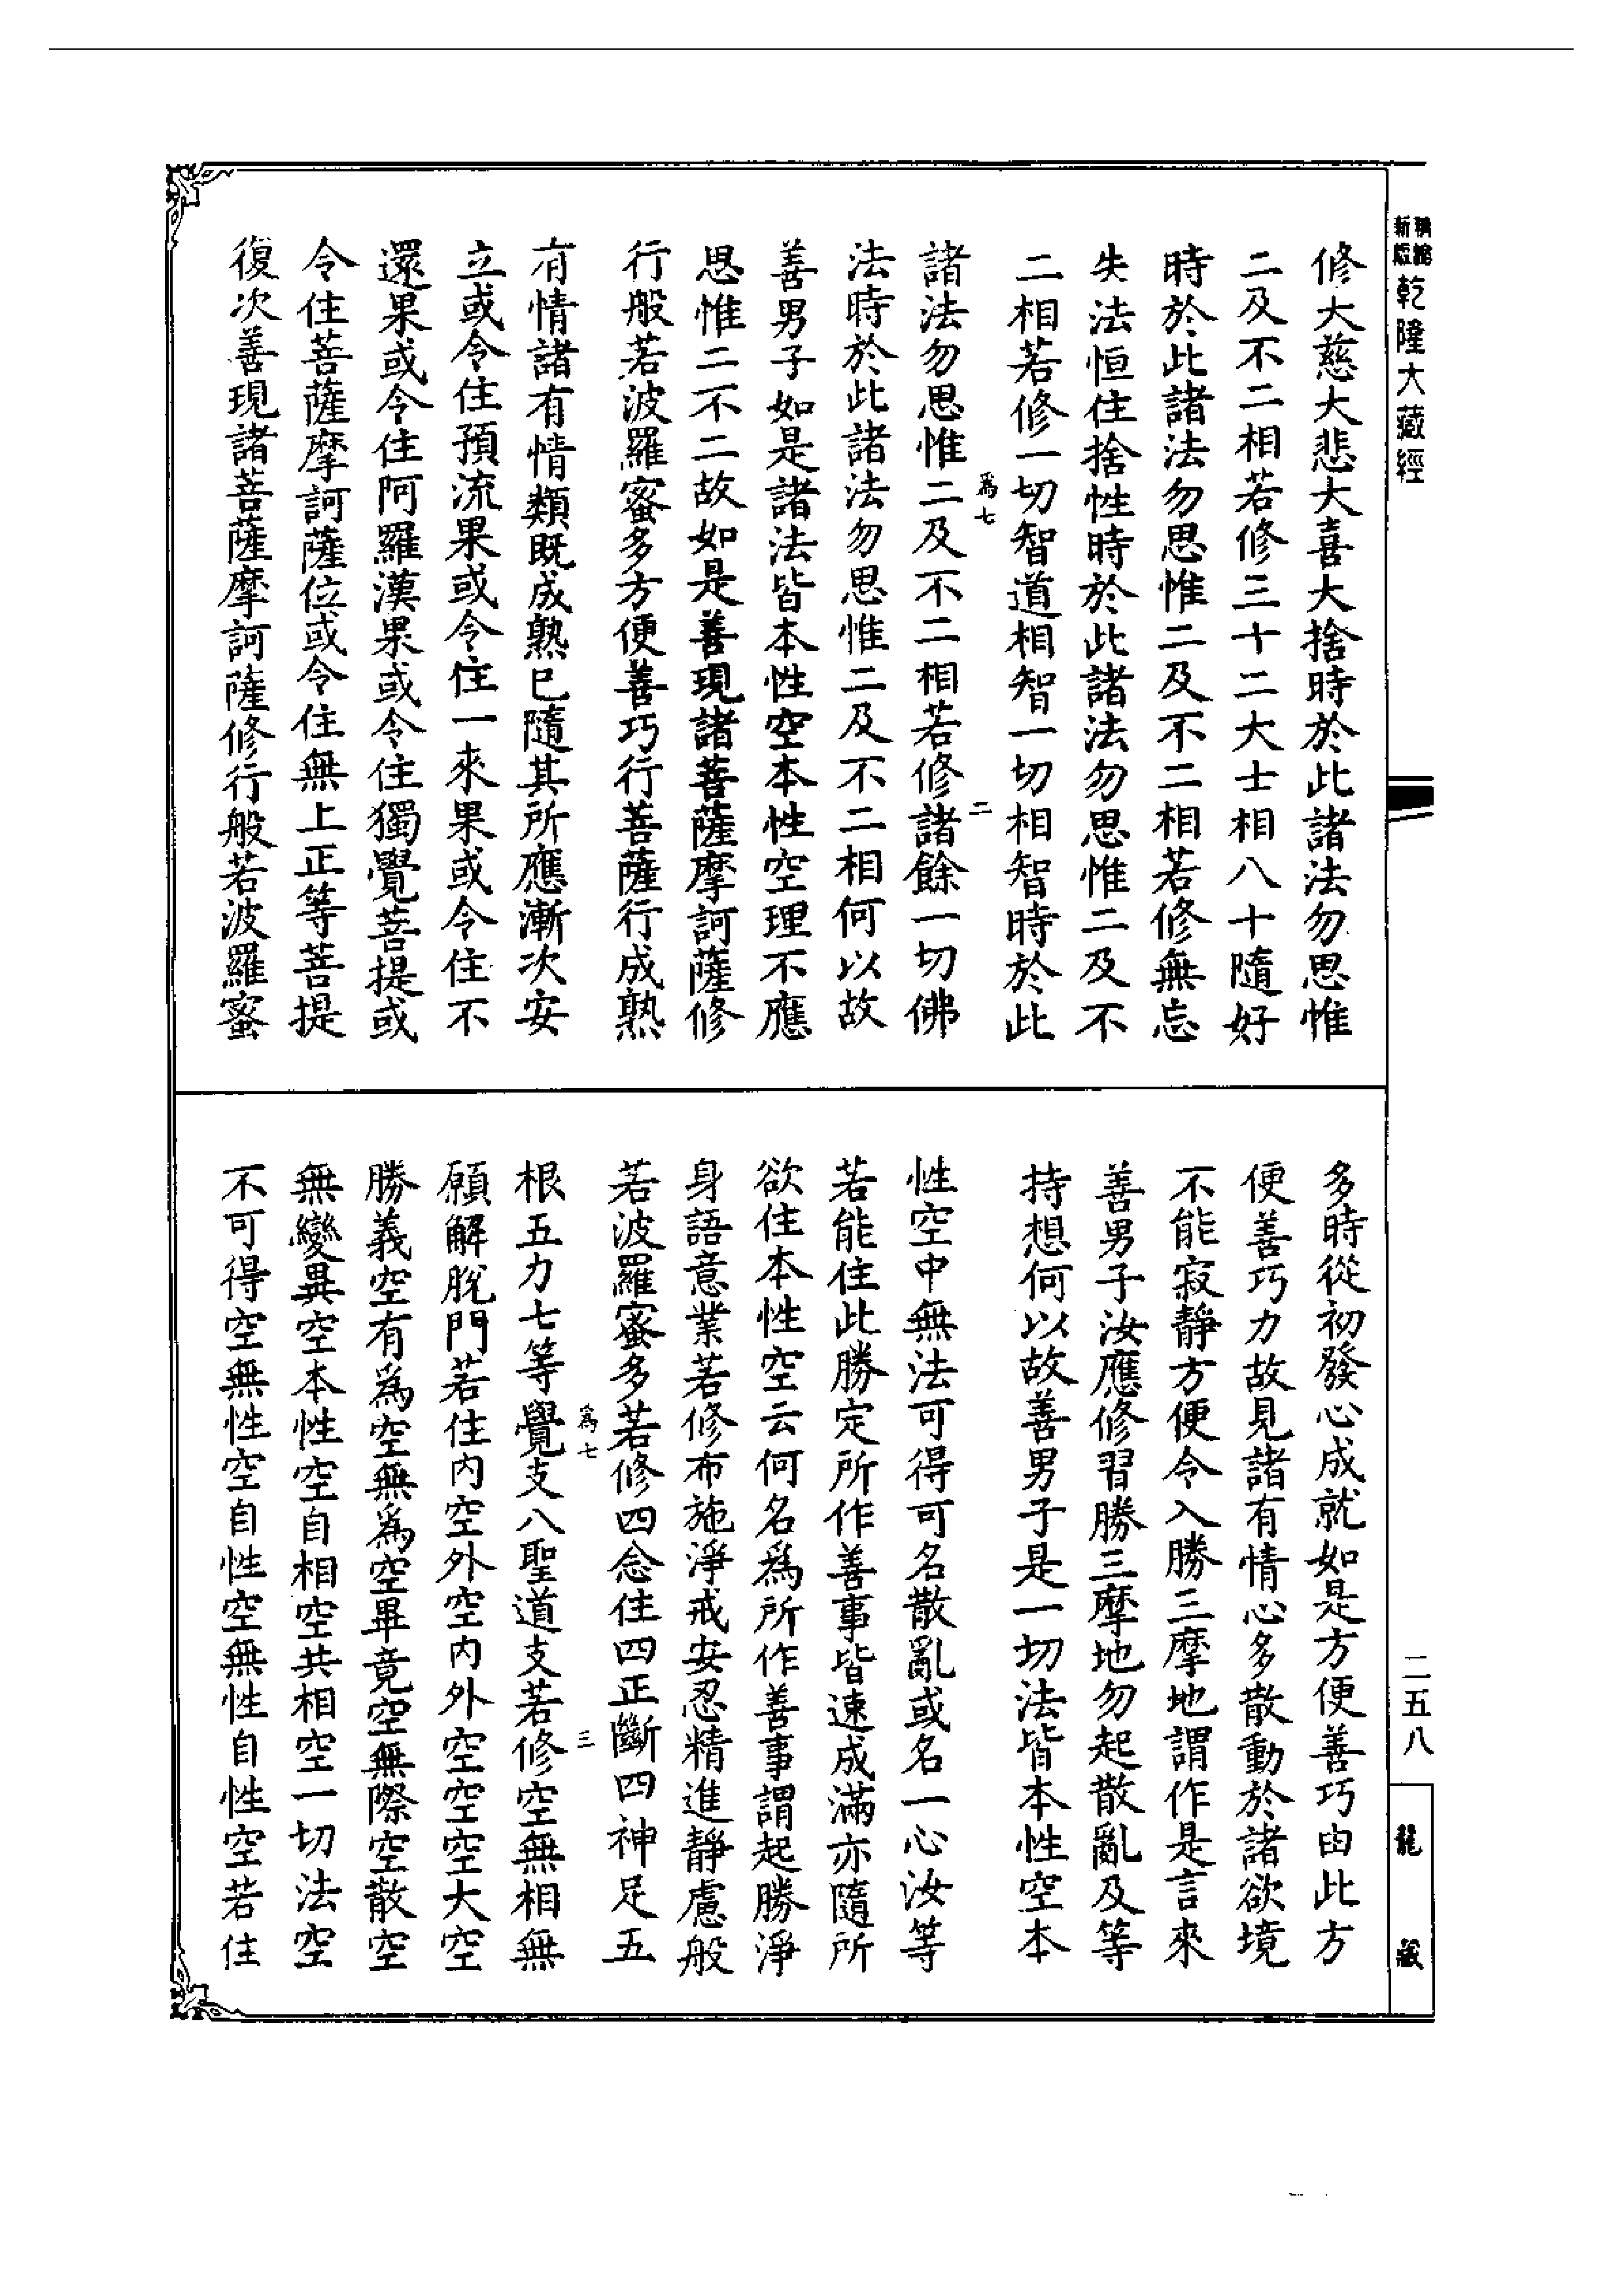 新版精縮
乾隆大藏經
修大慈大悲大喜大捨時於此諸法勿思惟
二及不二相若修三十二大士相八十隨好
時於此諸法勿思惟二及不二相若修無忘
失法恒住捨性時於此諸法勿思惟二及不
二相若修一切智道相智一切相智時於此
爲七 二
諸法勿思惟二及不二相若修諸餘一切佛
法時於此諸法勿思惟二及不二相何以故
善男子如是諸法皆本性空本性空理不應
思惟二不二故如是善現諸菩薩摩訶薩修
行般若波羅蜜多方便善巧行菩薩行成熟
有情諸有情類既成熟已隨其所應漸次安
立或令住預流果或令住一來果或令住不
還果或令住阿羅漢果或令住獨覺菩提或
令住菩薩摩訶薩位或令住無上正等菩提
復次善現諸菩薩摩訶薩修行般若波羅蜜
多時從初發心成就如是方便善巧由此方
便善巧力故見諸有情心多散動於諸欲境
不能寂靜方便令入勝三摩地謂作是言來
善男子汝應修習勝三摩地勿起散亂及等
持想何以故善男子是一切法皆本性空本
性空中無法可得可名散亂或名一心汝等
若能住此勝定所作善事皆速成滿亦隨所
欲住本性空云何名爲所作善事謂起勝淨
身語意業若修布施淨戒安忍精進靜慮般
若波羅蜜多若修四念住四正斷四神足五
爲七 三
根五力七等覺支八聖道支若修空無相無
願解脫門若住內空外空內外空空空大空
勝義空有爲空無爲空畢竟空無際空散空
無變異空本性空自相空共相空一切法空
不可得空無性空自性空無性自性空若住
二五八
龍藏